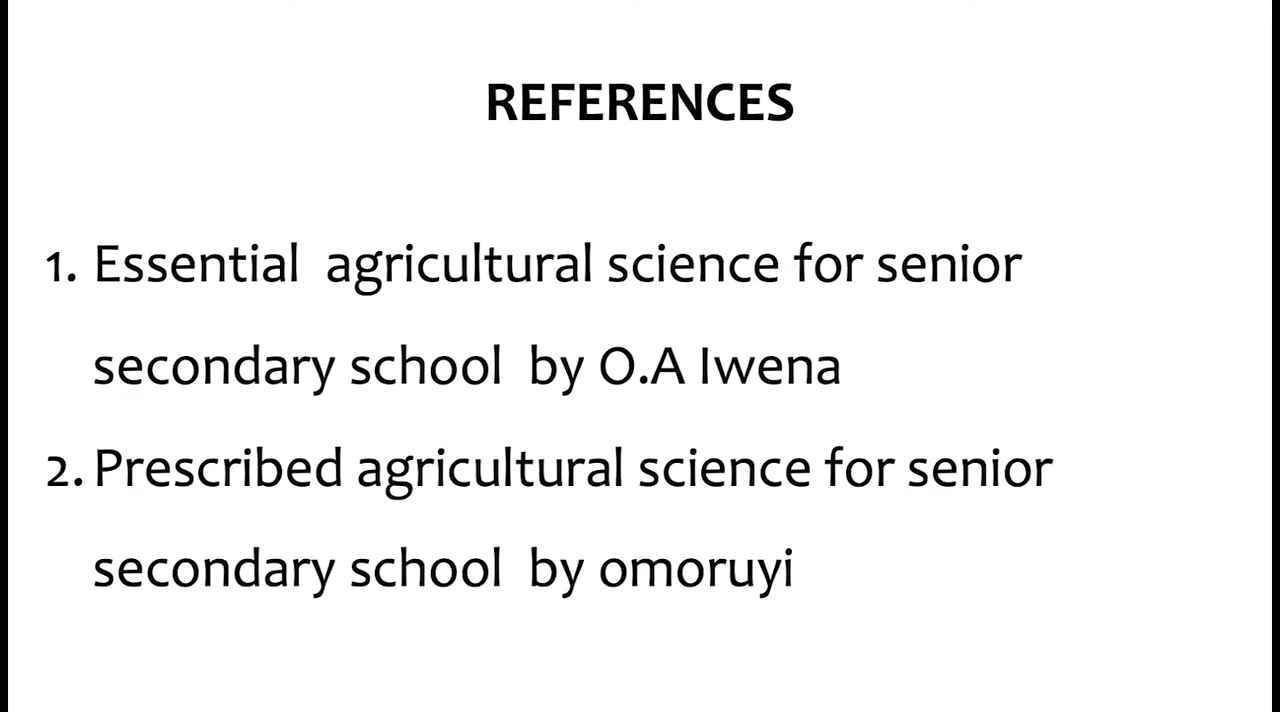 REFERENCES
1. Essential  agricultural science for senior
secondary school  by O.A Iwena
2. Prescribed agricultural science for senior
secondary school  by omoruyi